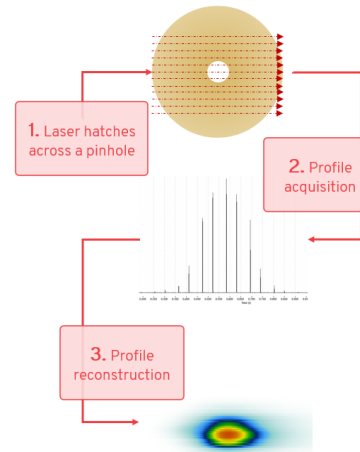 1. Laser hatches
across a pinhole
2. Profile
acquisition
3. Profile
reconstruction